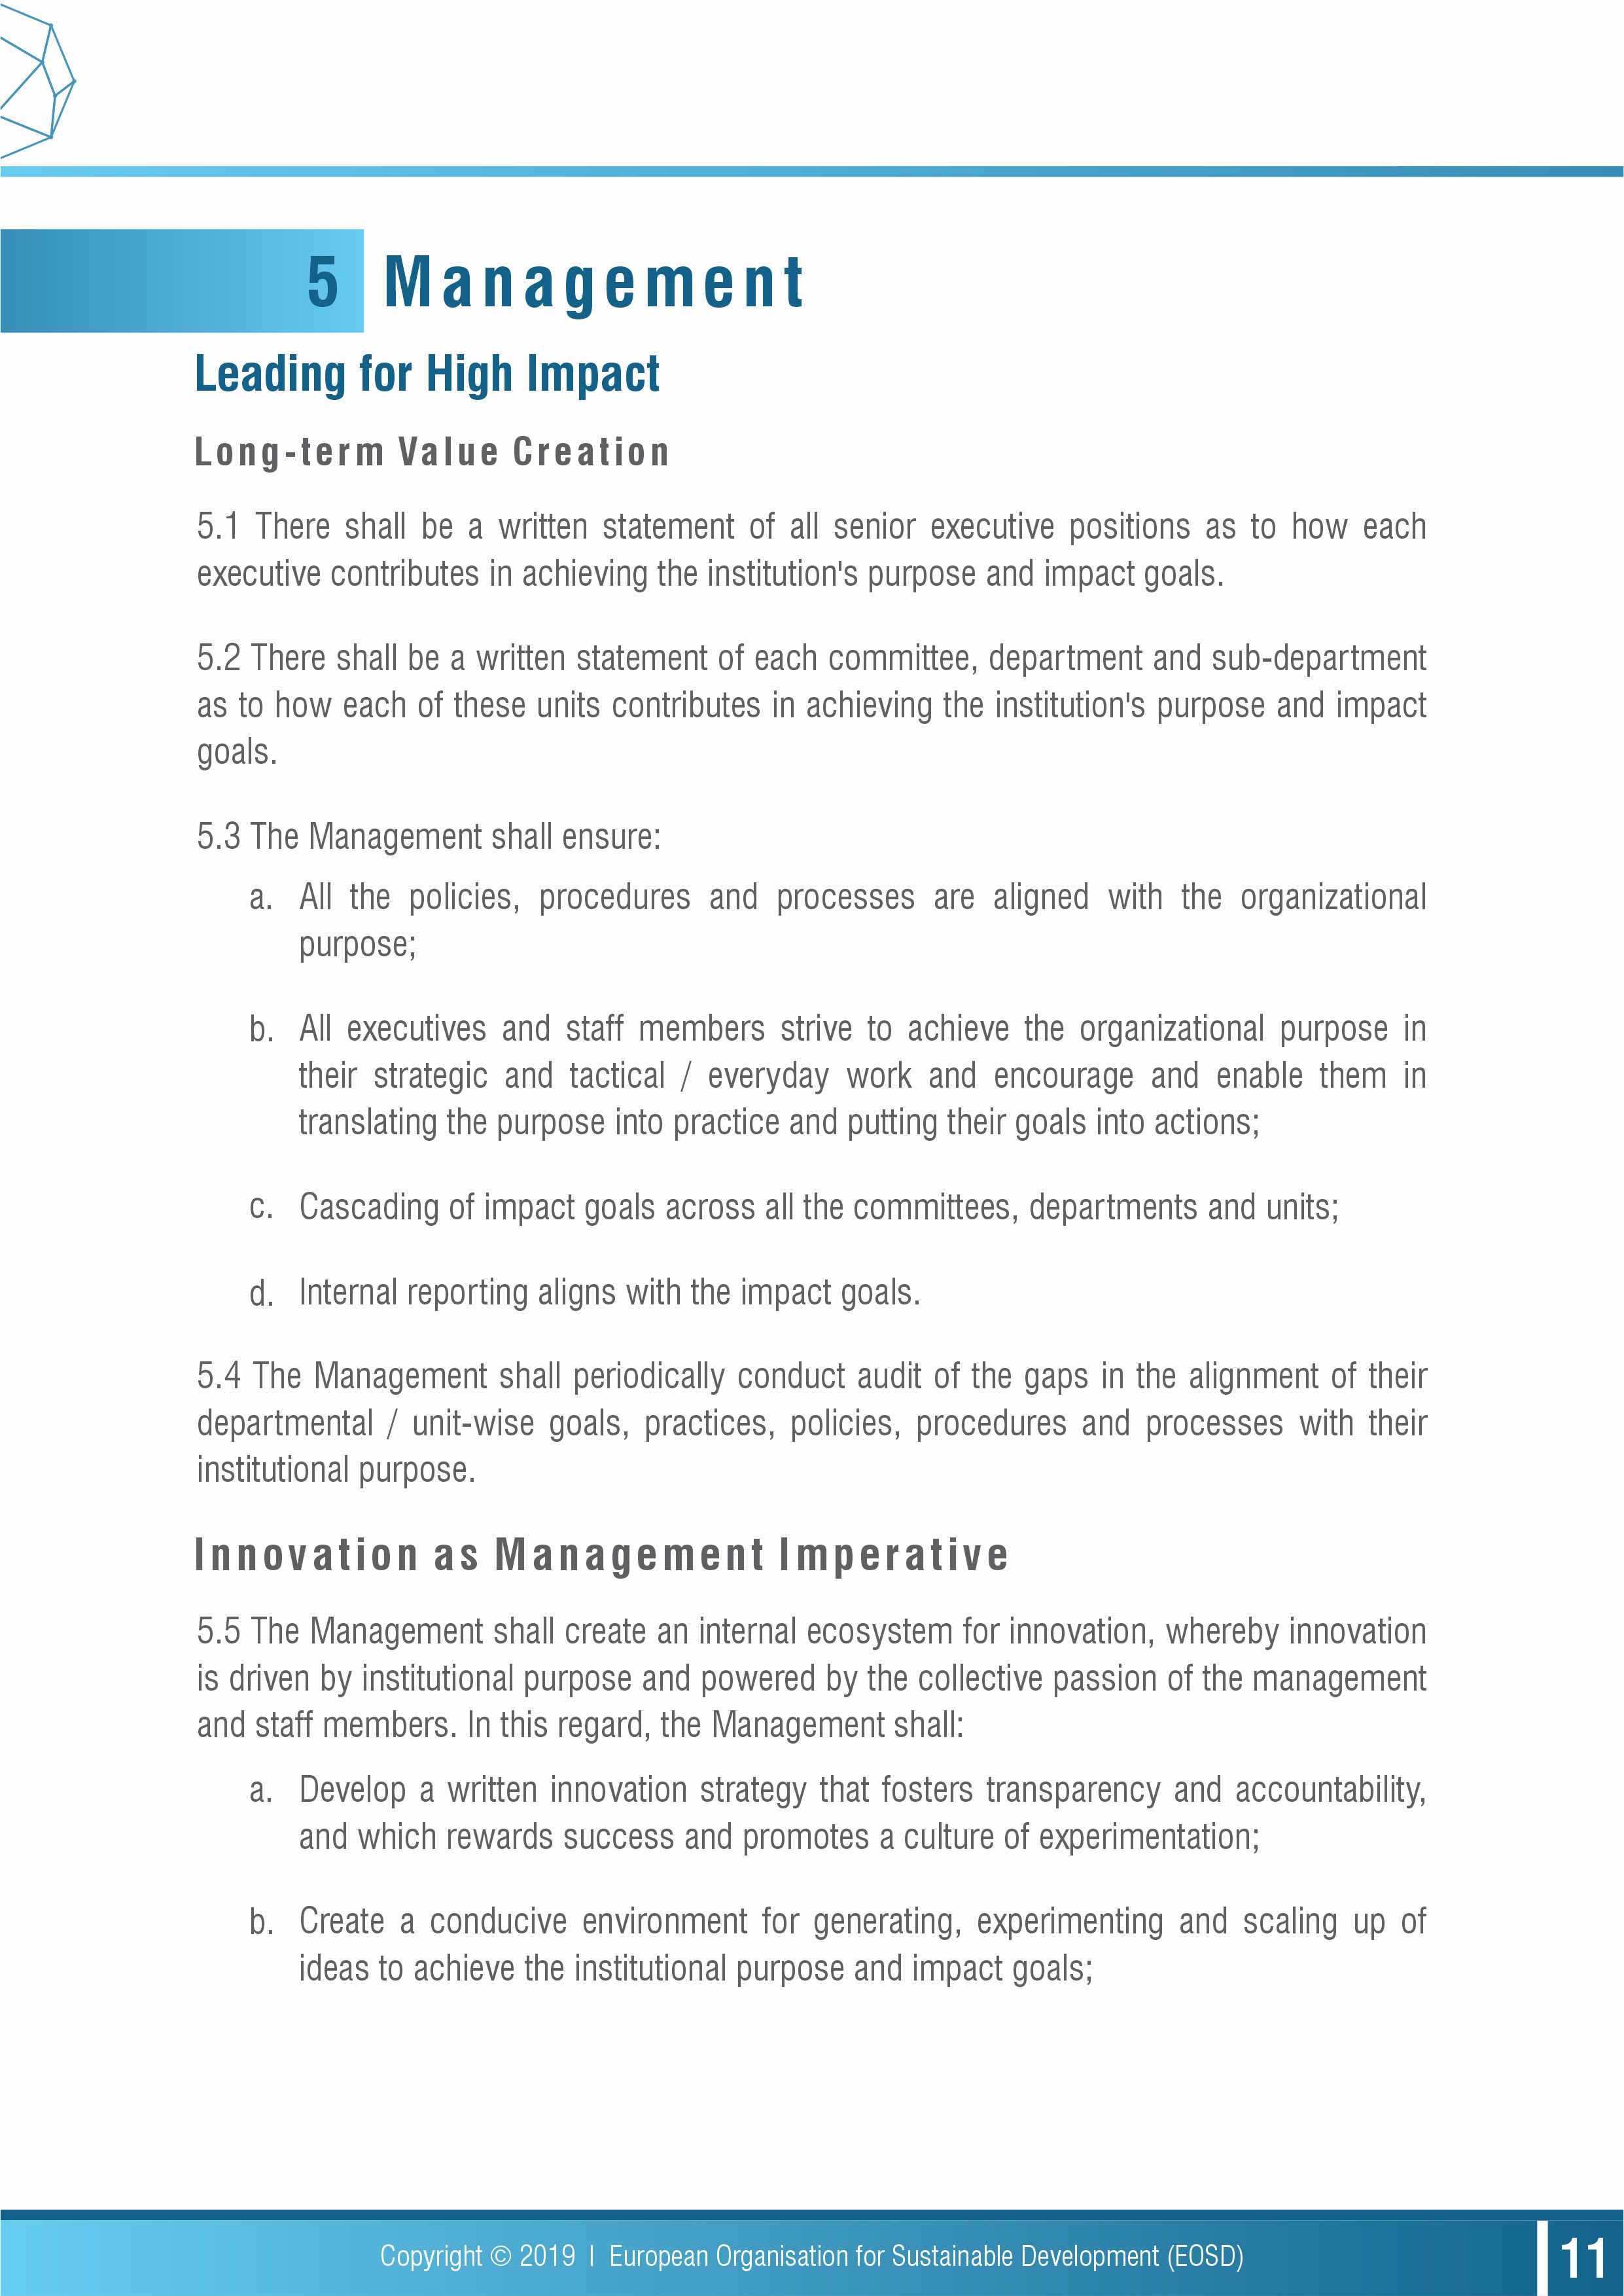 5 Management
Leading for High Impact
Long-term Value Creation
5.1 There shall be a written statement of all senior executive positions as to how each
executive contributes in achieving the institution's purpose and impact goals.
5.2 There shall be a written statement of each committee, department and sub-department
as to how each of these units contributes in achieving the institution's purpose and impact
goals.
5.3 The Management shall ensure:
a. All the policies, procedures and processes are aligned with the organizational
purpose;
b. All executives and staff members strive to achieve the organizational purpose in
their strategic and tactical / everyday work and encourage and enable them in
translating the purpose into practice and putting their goals into actions;
c. Cascading of impact goals across all the committees, departments and units;
d. Internal reporting aligns with the impact goals.
5.4 The Management shall periodically conduct audit of the gaps in the alignment of their
departmental / unit-wise goals, practices, policies, procedures and processes with their
institutional purpose.
Innovation as Management Imperative
5.5 The Management shall create an internal ecosystem for innovation, whereby innovation
is driven by institutional purpose and powered by the collective passion of the management
and staff members. In this regard, the Management shall:
a. Develop a written innovation strategy that fosters transparency and accountability,
and which rewards success and promotes a culture of experimentation;
b. Create a conducive environment for generating, experimenting and scaling up of
ideas to achieve the institutional purpose and impact goals;
Copyright © 2019 | European Organisation for Sustainable Development (EOSD)
11